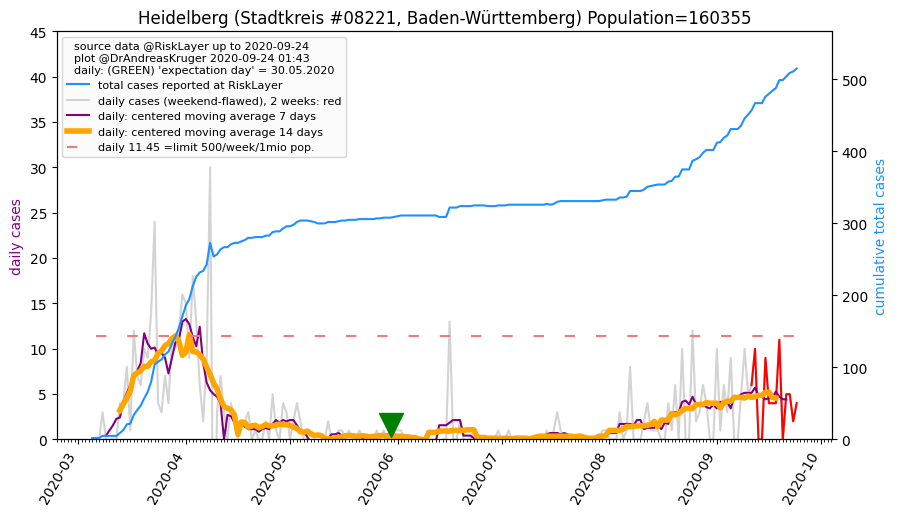 Heidelberg (Stadtkreis #08221, Baden-Württemberg) Population=160355
source data @RiskLayer up to 2020-09-24
plot @DrAndreasKruger 2020-09-24 01:43
daily: (GREEN) 'expectation day' = 30.05.2020
total cases reported at RiskLayer
daily cases (weekend-flawed), 2 weeks: red
daily: centered moving average 7 days
daily: centered moving average 14 days
daily 11.45 =limit 500/week/1mio pop.
daily cases
45
40
35
30
25
20
15
10
5
0
cumulative total cases
500
400
300
200
100
0
2020-03
2020-04
2020-05
2020-06
2020-07
2020-08
2020-09
2020-10